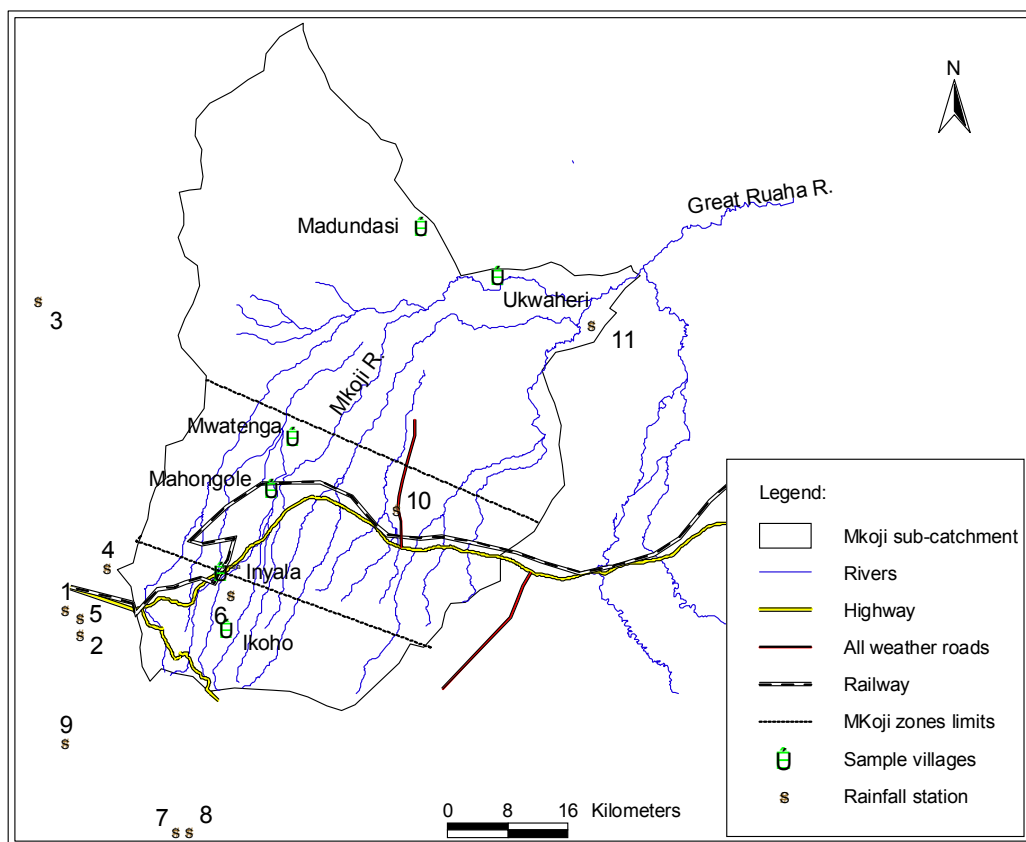 N
Great Ruaha R.
Madundasi
Ukwaheri
3
11
Mkoji R.
Mwatenga
Mahongole
10
4
Inyala
1
5
6
2
Ikoho
9
7
8
0 8 16 Kilometers
Legend:
Mkoji sub-catchment
Rivers
Highway
All weather roads
Railway
MKoji zones limits
Sample villages
Rainfall station